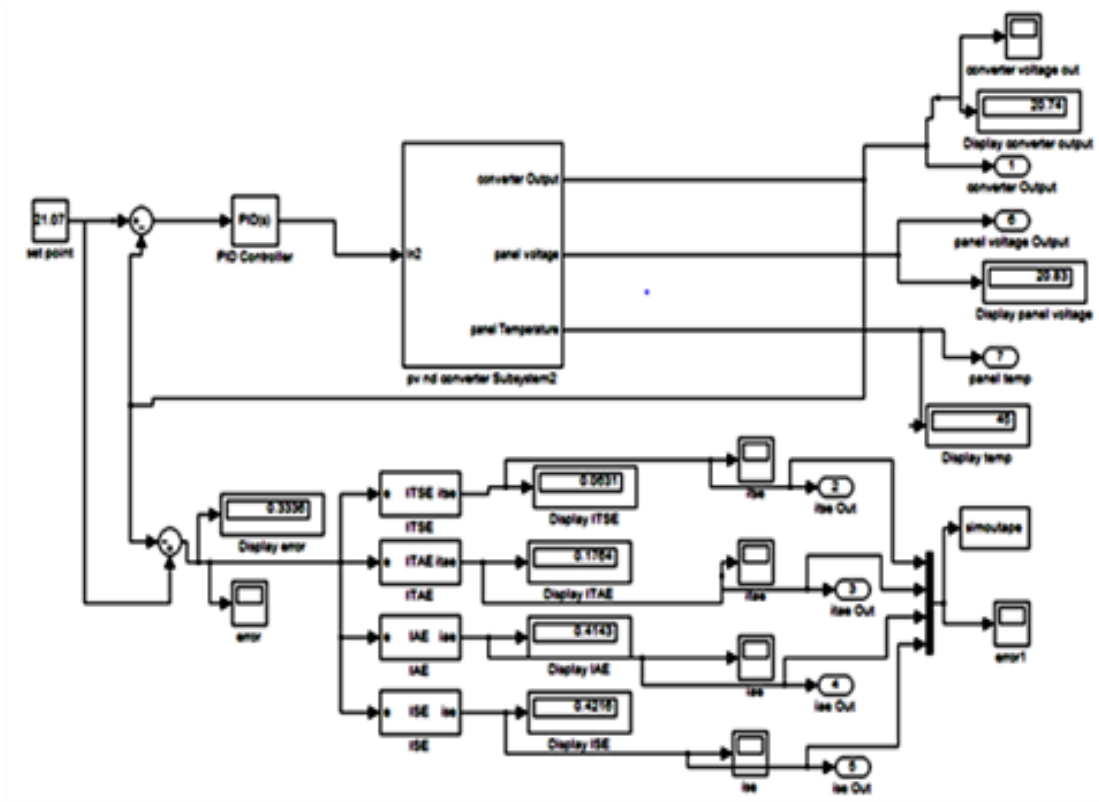 converter voltage out
20.74
Display converter output
1
converter Output
converter Output
21.07
set point
PID(s)
PID Controller
In2
panel voltage
6
panel voltage Output
20.83
Display panel voltage
panel Temperature
pv nd converter Subsystem2
7
panel temp
45
Display temp
0.3336
Display error
error
e ITSE itse
ITSE
0.0631
Display ITSE
itse
2
itse Out
e ITAE itae
ITAE
0.1764
Display ITAE
itae
3
itae Out
e IAE iae
IAE
0.4143
Display IAE
iae
4
iae Out
e ISE ise
ISE
0.4216
Display ISE
ise
5
ise Out
simoutape
error1